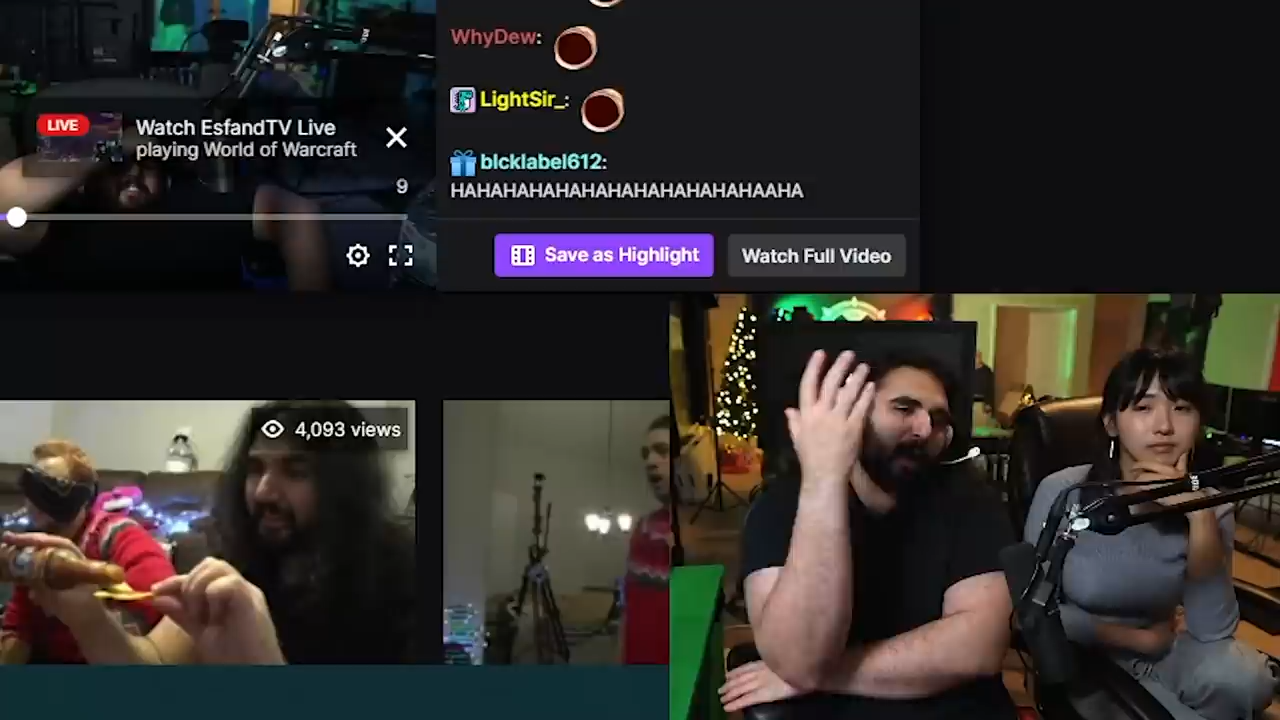 WhyDew:
LightSir_:
LIVE
Watch EsfandTV Live
playing World of Warcraft
blcklabel612:
HAHAHAHAHAHAHAHAHAHAHAHAAHA
9
Save as Highlight
Watch Full Video
4,093 views
RØDE